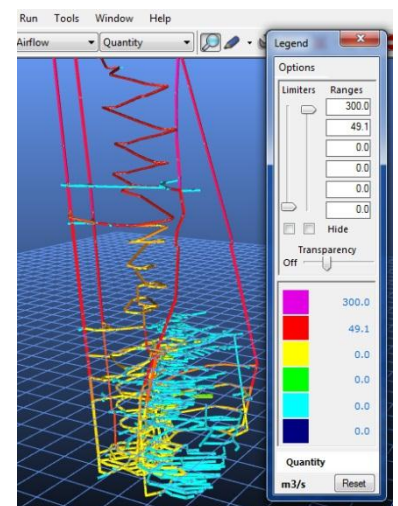 Run Tools Window Help
Airflow Quantity
Legend
Options
Limiters Ranges
300.0
49.1
0.0
0.0
0.0
0.0
Hide
Transparency
Off
300.0
49.1
0.0
0.0
0.0
0.0
Quantity
m3/s Reset